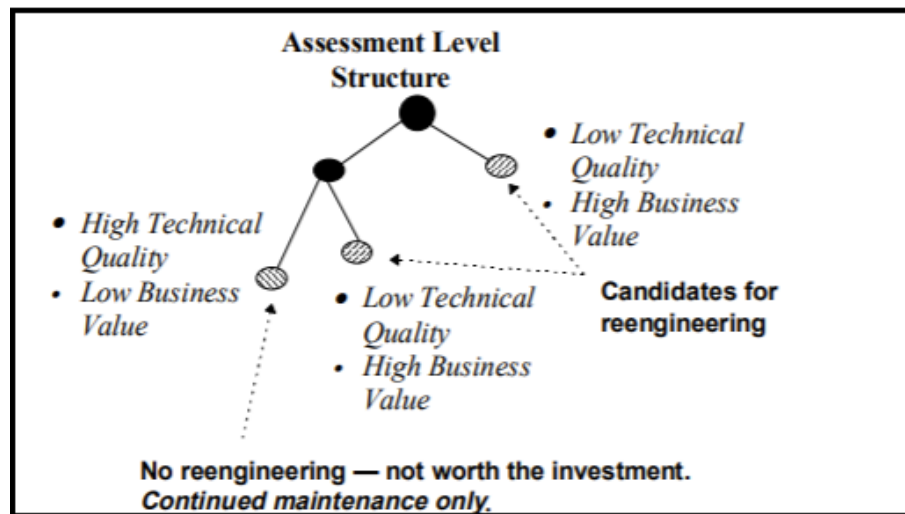 Assessment Level
Structure
• Low Technical
Quality
• High Business
Value
• High Technical
Quality
• Low Business
Value
• Low Technical
Quality
• High Business
Value
Candidates for
reengineering
No reengineering — not worth the investment.
Continued maintenance only.